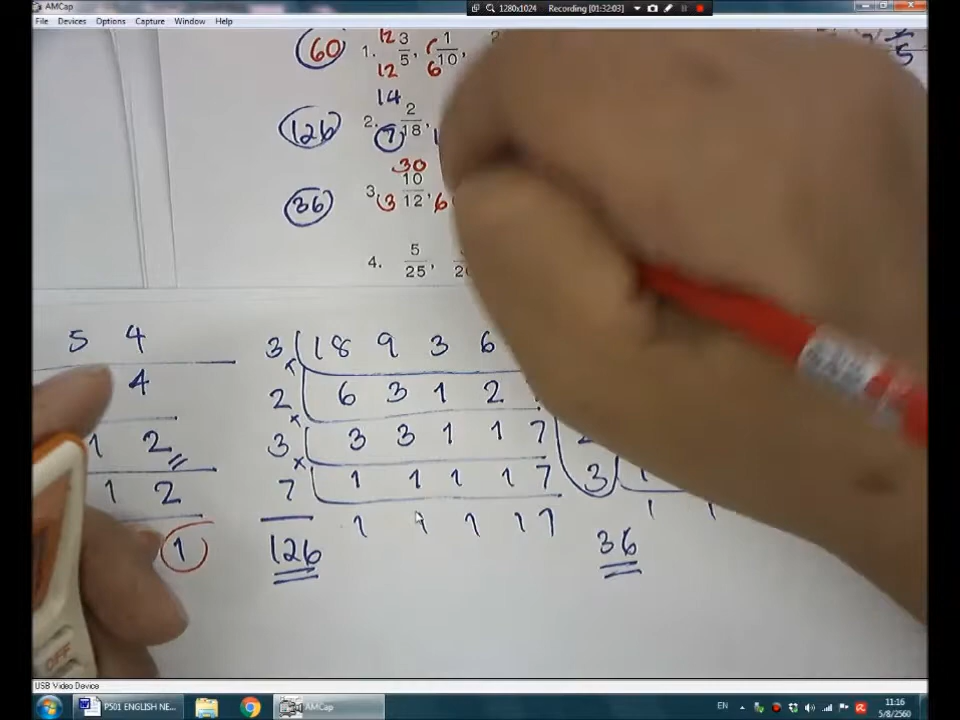 AMCap
Recording [01:32:03]
1280x1024
File Devices Options Capture Window Help
60 1. 12 3/5, 1/10,
12 6
5
14
126 2. 2/18,
7
30
36 3. 10/12,
3 6
4. 5/25,
5 4
4
1 2
1 2
1
3 18 9 3 6
2 6 3 1 2
3 3 3 1 1 7
7 1 1 1 1 7
126 1 1 1 1 1
3
36
OFF
USB Video Device
P501 ENGLISH NE...
AMCap
EN
11:16
5/8/2560